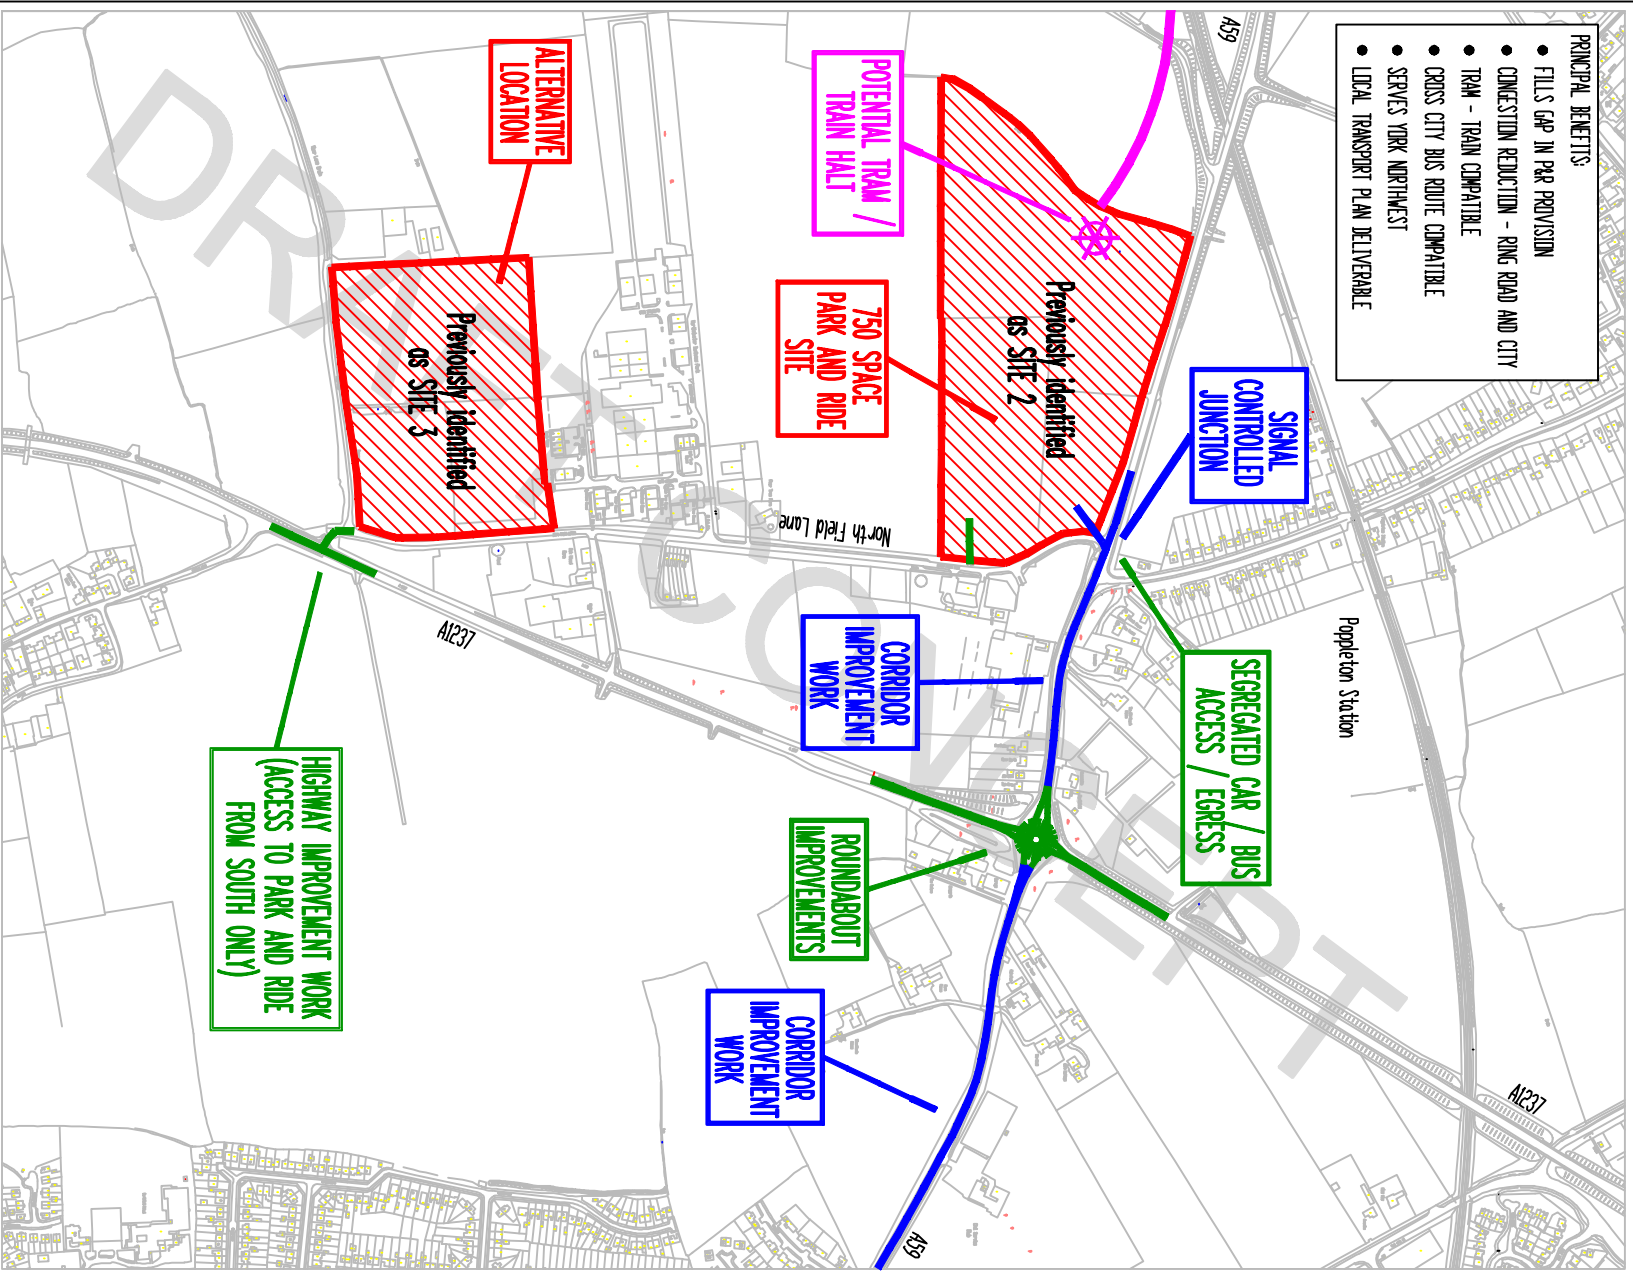 PRINCIPAL BENEFITS:
● FILLS GAP IN P&R PROVISION
● CONGESTION REDUCTION - RING ROAD AND CITY
● TRAM - TRAIN COMPATIBLE
● CROSS CITY BUS ROUTE COMPATIBLE
● SERVES YORK NORTHWEST
● LOCAL TRANSPORT PLAN DELIVERABLE
A59
SIGNAL
CONTROLLED
JUNCTION
SEGREGATED CAR / BUS
ACCESS / EGRESS
Poppleton Station
A1237
POTENTIAL TRAM /
TRAIN HALT
Previously identified
as SITE 2
750 SPACE
PARK AND RIDE
SITE
North Field Lane
CORRIDOR
IMPROVEMENT
WORK
ROUNDABOUT
IMPROVEMENTS
CORRIDOR
IMPROVEMENT
WORK
A59
ALTERNATIVE
LOCATION
Previously identified
as SITE 3
A1237
HIGHWAY IMPROVEMENT WORK
(ACCESS TO PARK AND RIDE
FROM SOUTH ONLY)
DRAFT CONCEPT